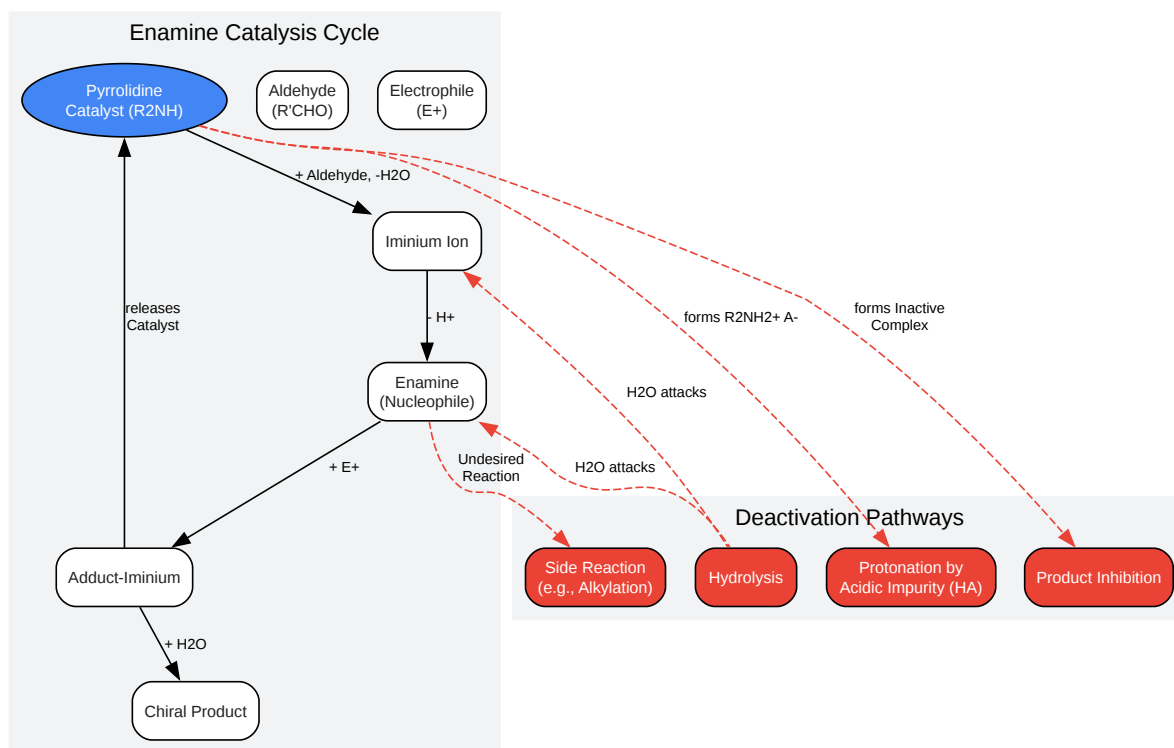 Enamine Catalysis Cycle
Pyrrolidine
Catalyst (R2NH)
Aldehyde
(R'CHO)
Electrophile
(E+)
+ Aldehyde, -H2O
Iminium Ion
releases
Catalyst
- H+
forms R2NH2+ A-
forms Inactive
Complex
Enamine
(Nucleophile)
H2O attacks
+ E+
Undesired
Reaction
H2O attacks
Deactivation Pathways
Adduct-Iminium
Side Reaction
(e.g., Alkylation)
Hydrolysis
Protonation by
Acidic Impurity (HA)
Product Inhibition
+ H2O
Chiral Product